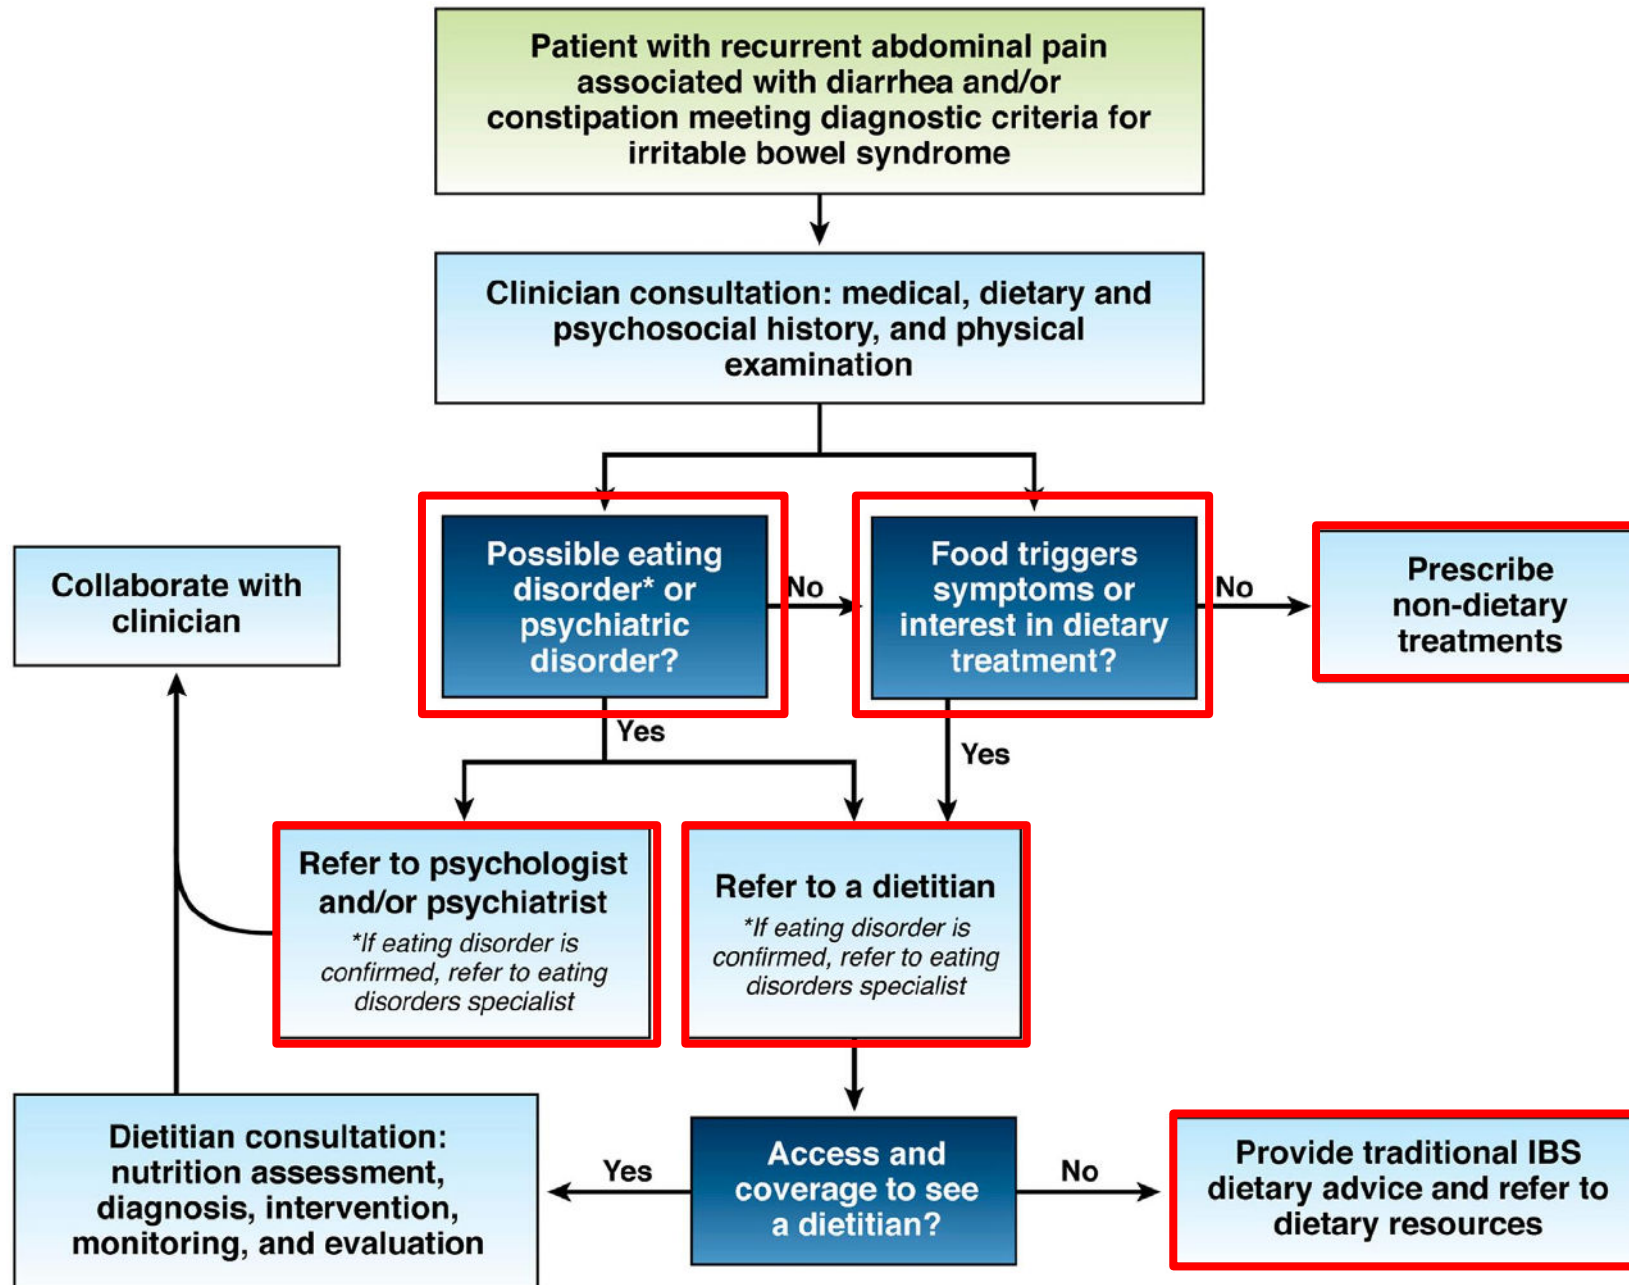 Patient with recurrent abdominal pain
associated with diarrhea and/or
constipation meeting diagnostic criteria for
irritable bowel syndrome
Clinician consultation: medical, dietary and
psychosocial history, and physical
examination
Possible eating
disorder* or
psychiatric
disorder?
No
Food triggers
symptoms or
interest in dietary
treatment?
No
Prescribe
non-dietary
treatments
Collaborate with
clinician
Yes
Yes
Refer to psychologist
and/or psychiatrist
*If eating disorder is
confirmed, refer to eating
disorders specialist
Refer to a dietitian
*If eating disorder is
confirmed, refer to eating
disorders specialist
Dietitian consultation:
nutrition assessment,
diagnosis, intervention,
monitoring, and evaluation
Yes
Access and
coverage to see
a dietitian?
No
Provide traditional IBS
dietary advice and refer to
dietary resources